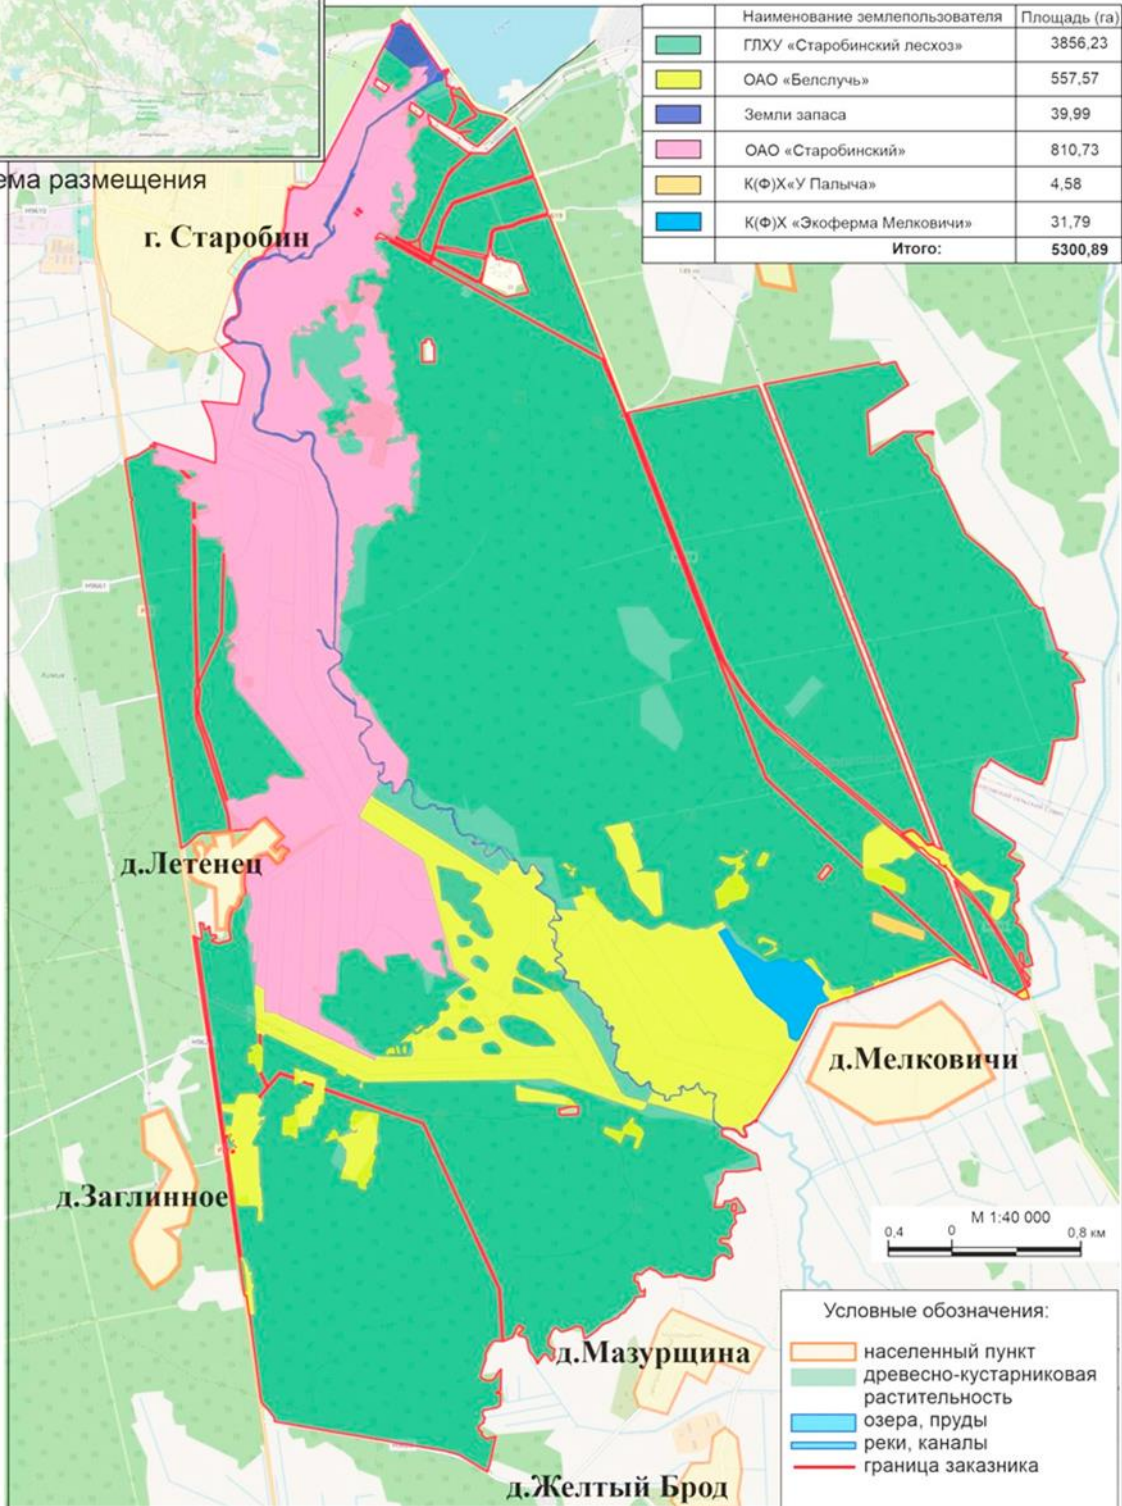 Наименование землепользователя Площадь (га)
ГЛХУ «Старобинский лесхоз» 3856,23
ОАО «Белслучь» 557,57
Земли запаса 39,99
ОАО «Старобинский» 810,73
К(Ф)Х«У Палыча» 4,58
К(Ф)Х «Экоферма Мелковичи» 31,79
Итого: 5300,89
ема размещения
г. Старобин
д.Летенец
д.Мелковичи
д.Заглинное
д.Мазурщина
д.Желтый Брод
М 1:40 000
0,4 0 0,8 км
Условные обозначения:
населенный пункт
древесно-кустарниковая
растительность
озера, пруды
реки, каналы
граница заказника